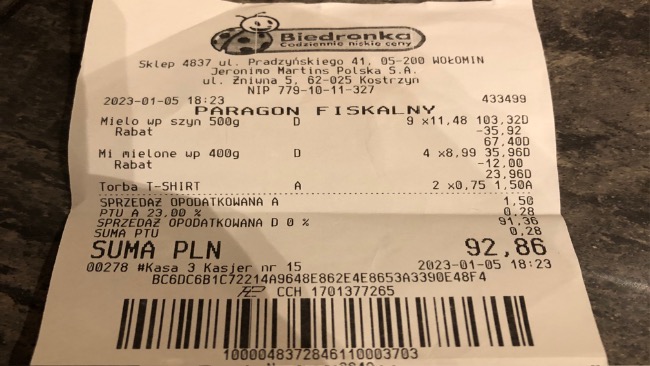 Biedronka
Codziennie niskie ceny
Sklep 4837 ul. Pradzyńskiego 41, 05-200 WOŁOMIN
Jeronimo Martins Polska S.A.
ul. Żniwna 5, 62-025 Kostrzyn
NIP 779-10-11-327
2023-01-05 18:23 433499
PARAGON FISKALNY
Mielo wp szyn 500g D 9 x11,48 103,32D
Rabat -35,92
67,40D
Mi mielone wp 400g D 4 x8,99 35,96D
Rabat -12,00
23,96D
Torba T-SHIRT A 2 x0,75 1,50A
SPRZEDAŻ OPODATKOWANA A 1,50
PTU A 23,00 % 0,28
SPRZEDAŻ OPODATKOWANA D 0 % 91,36
SUMA PTU 0,28
SUMA PLN 92,86
00278 #Kasa 3 Kasjer nr 15 2023-01-05 18:23
BC6DC6B1C72214A9648E862E4E8653A3390E48F4
CCH 1701377265
1000048372846110003703